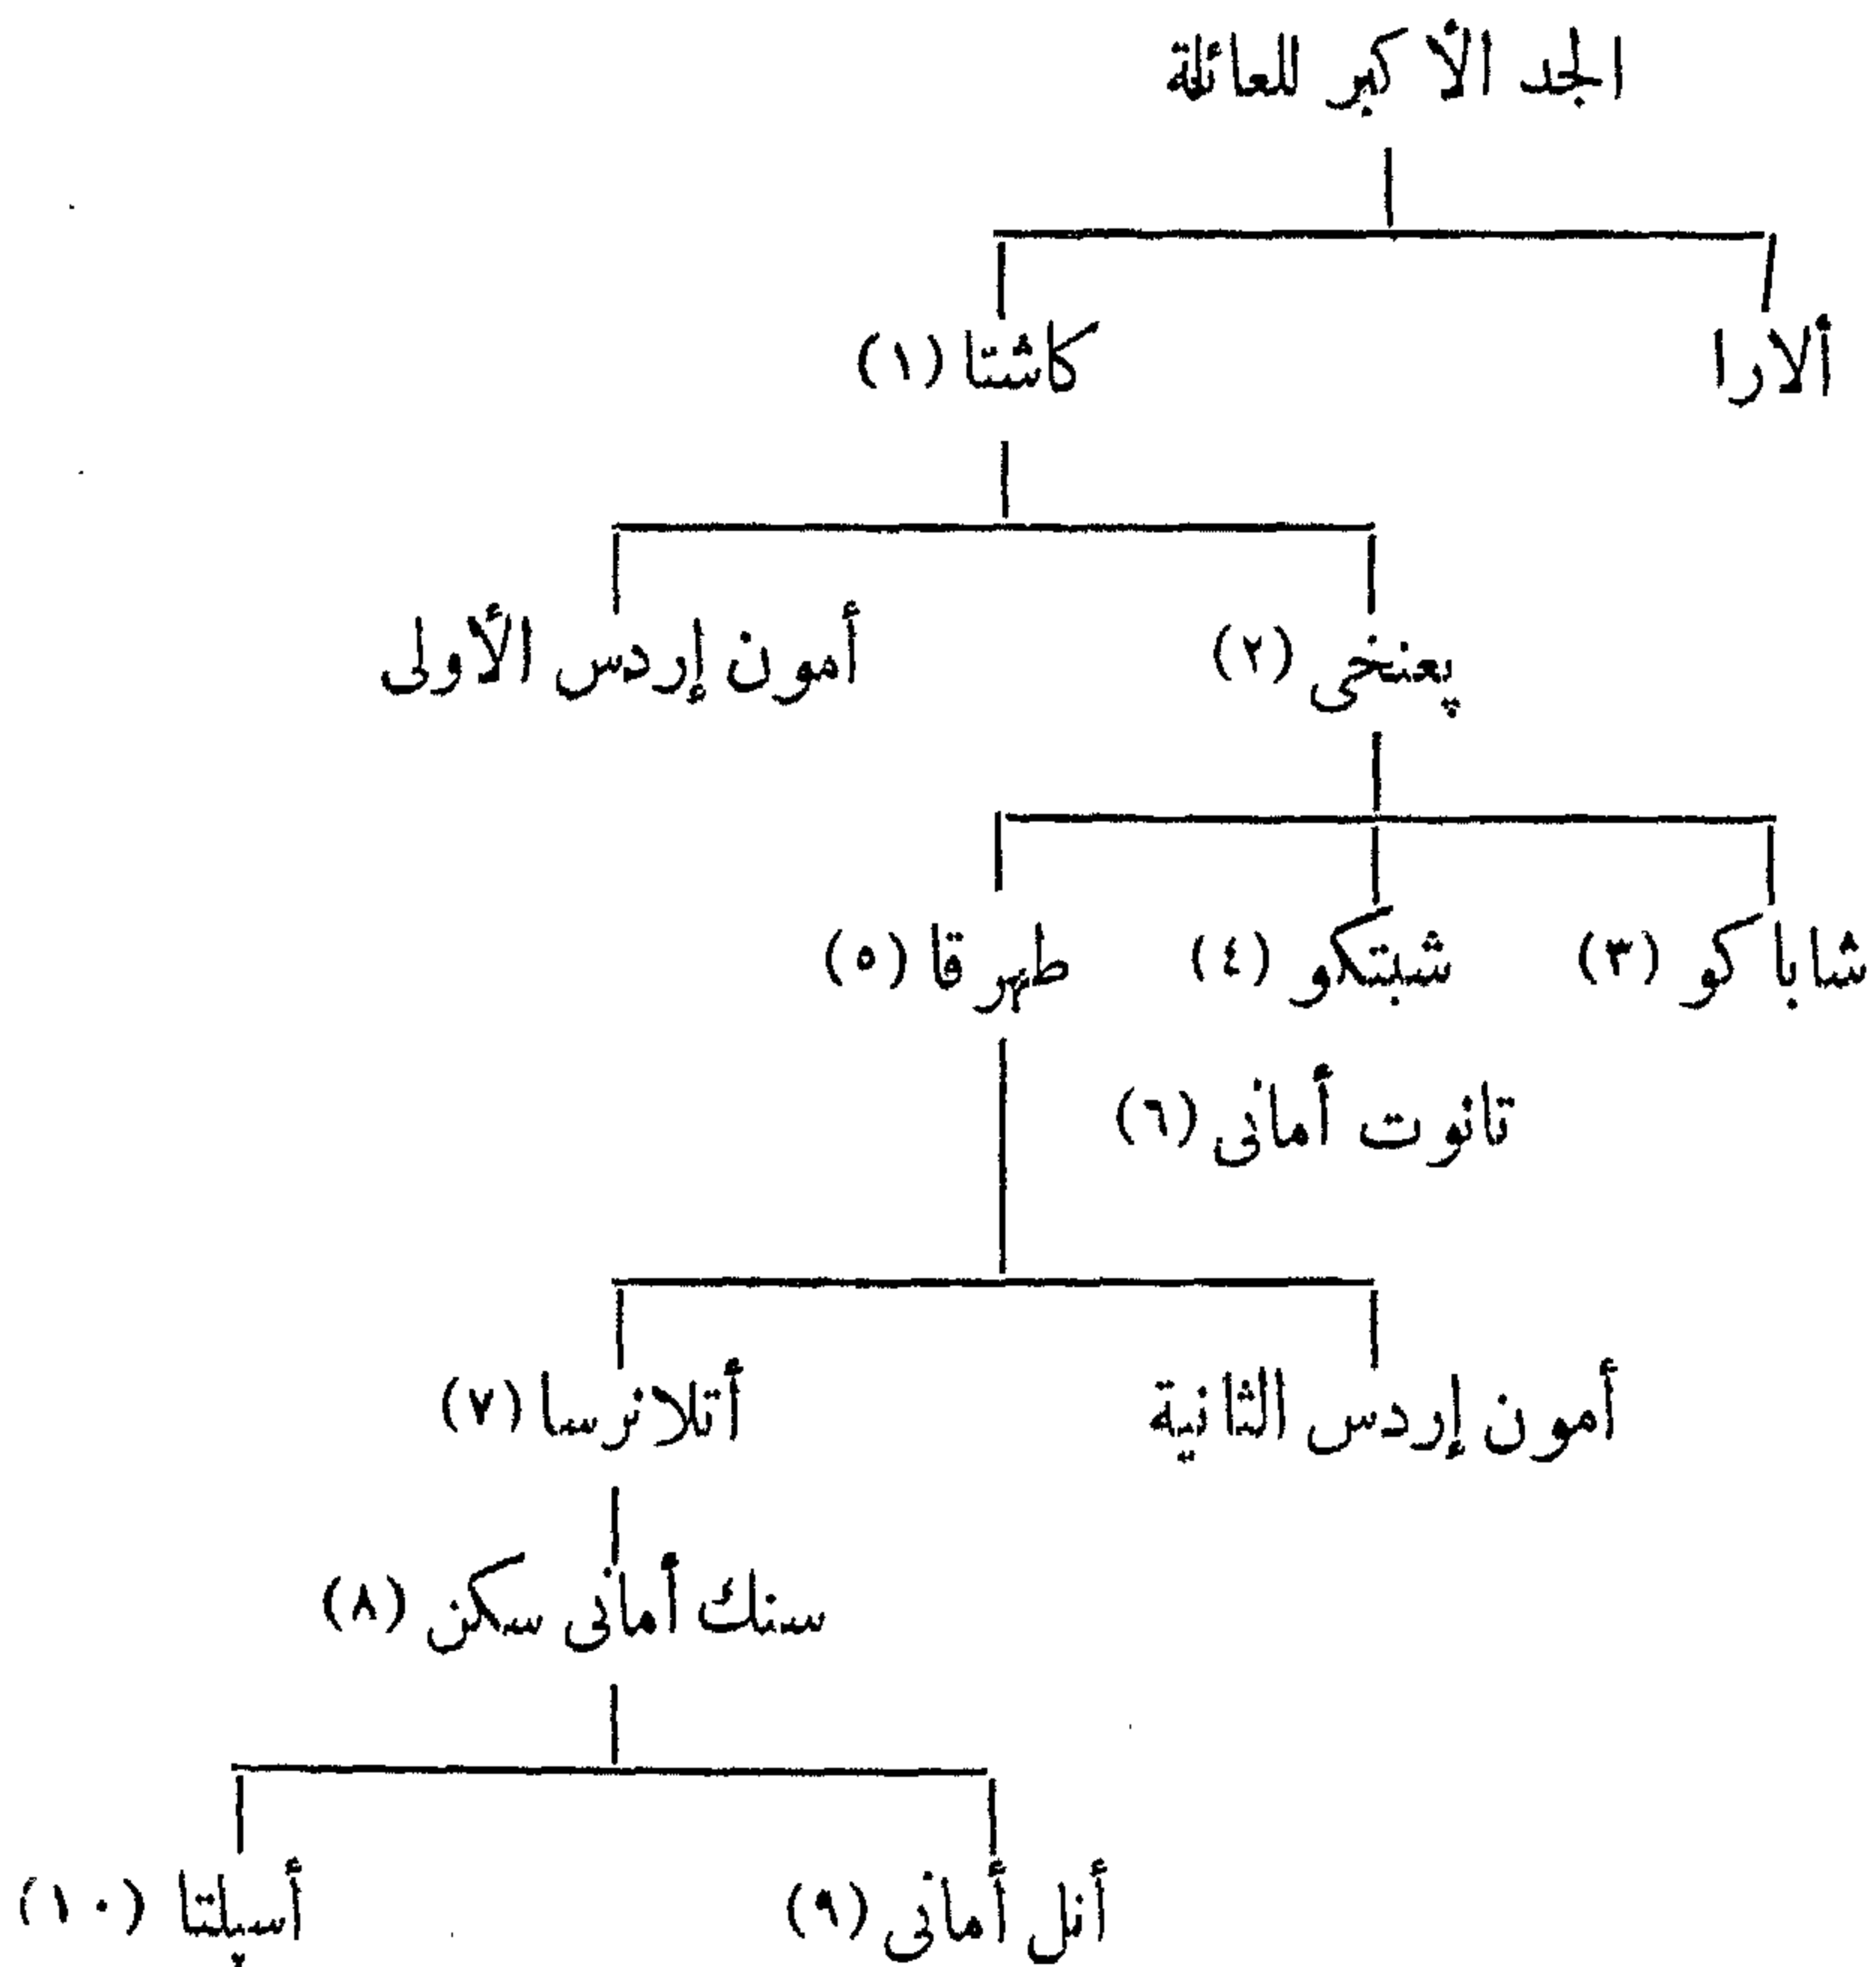 الجد الأكبر للعائلة
ألارا
كاشتا (١)
پعنخى (٢)
أمون إردس الأولى
شاباكو (٣)
شبتكو (٤)
طهرقا (٥)
تانوت أمانى (٦)
أمون إردس الثانية
أتلانرسا (٧)
سنك أمانى سكن (٨)
أنل أمانى (٩)
أسپلتا (١٠)